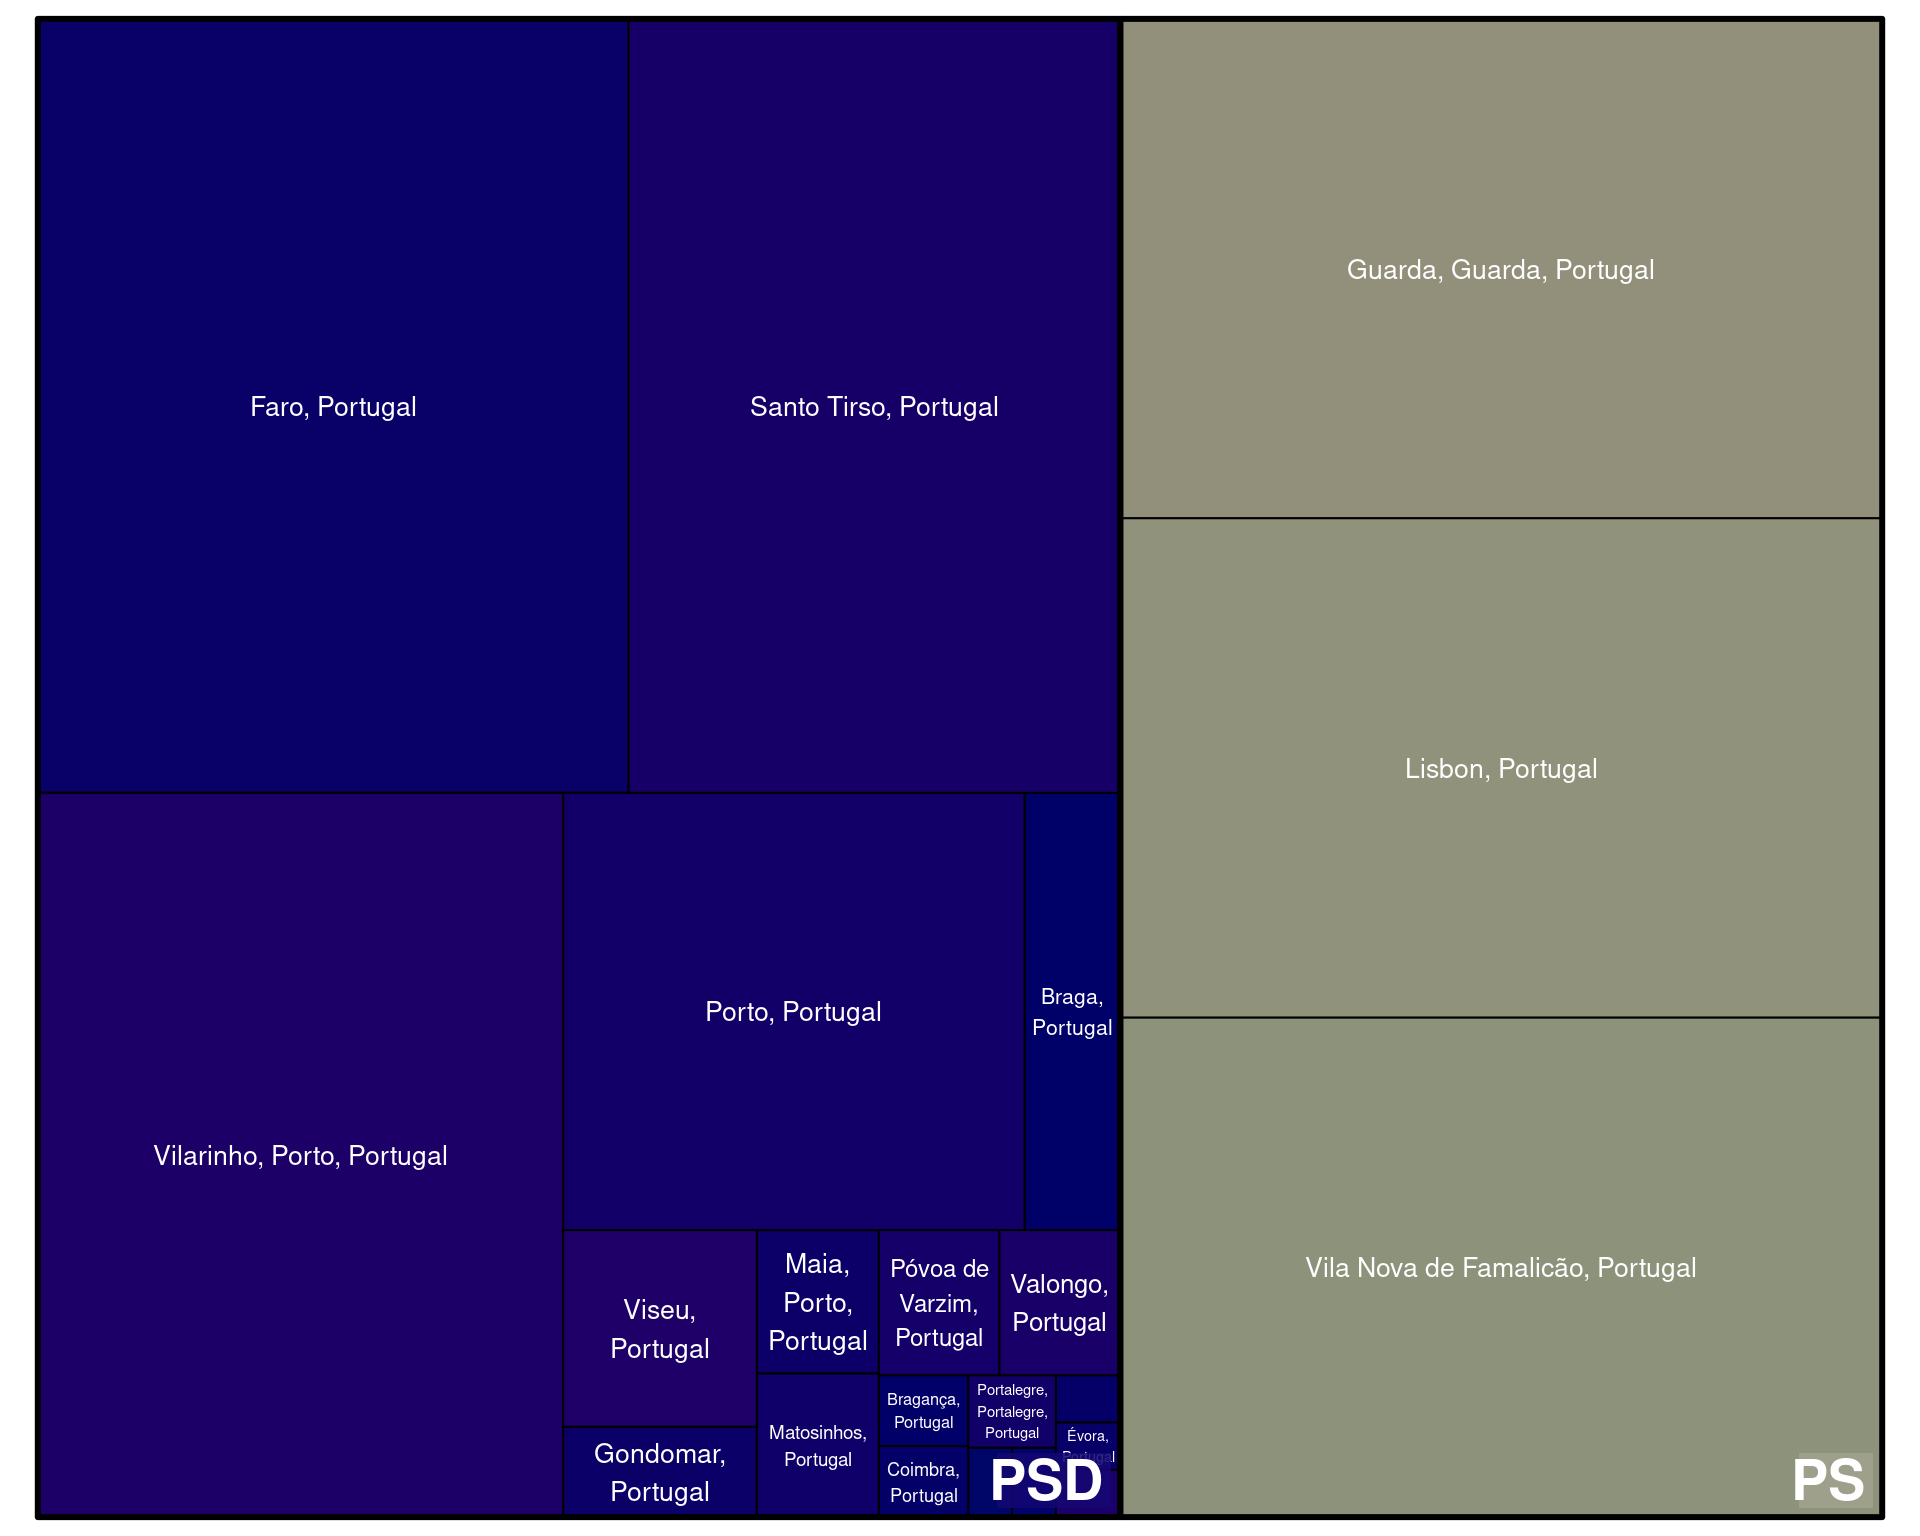 Faro, Portugal
Santo Tirso, Portugal
Guarda, Guarda, Portugal
Lisbon, Portugal
Vilarinho, Porto, Portugal
Porto, Portugal
Braga,
Portugal
Vila Nova de Famalicão, Portugal
Viseu,
Portugal
Maia,
Porto,
Portugal
Póvoa de
Varzim,
Portugal
Valongo,
Portugal
Gondomar,
Portugal
Matosinhos,
Portugal
Bragança,
Portugal
Portalegre,
Portalegre,
Portugal
Évora,
Portugal
Coimbra,
Portugal
PSD
PS